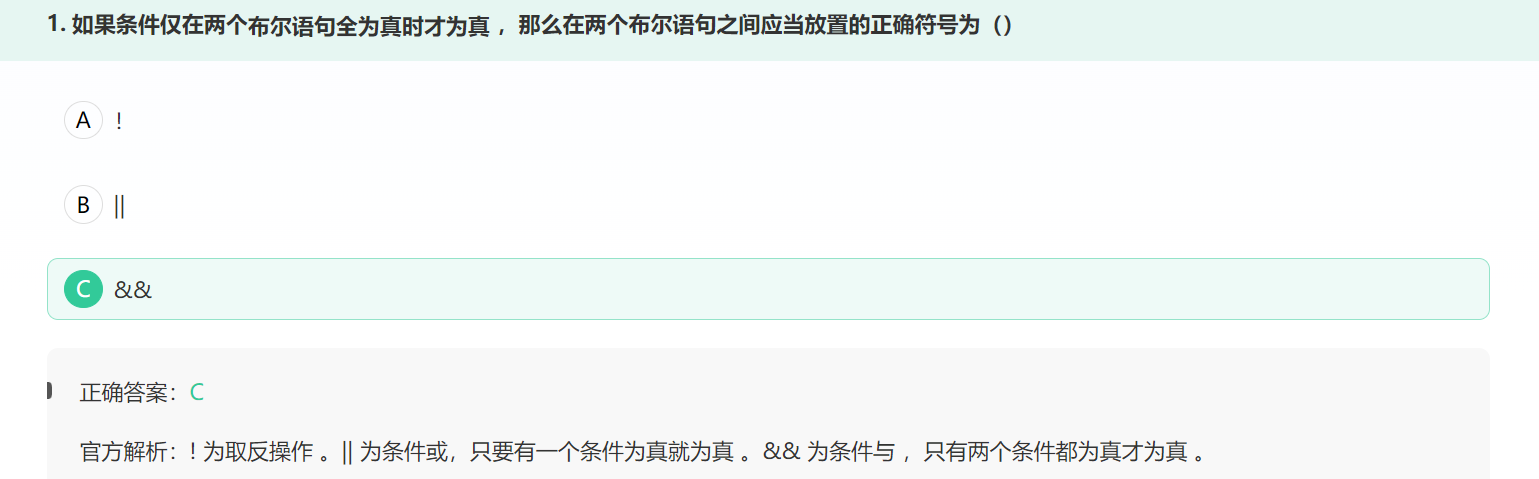 1. 如果条件仅在两个布尔语句全为真时才为真 ，那么在两个布尔语句之间应当放置的正确符号为（）
A !
B ||
C &&
正确答案：C
官方解析：! 为取反操作 。|| 为条件或，只要有一个条件为真就为真 。&& 为条件与 ，只有两个条件都为真才为真 。